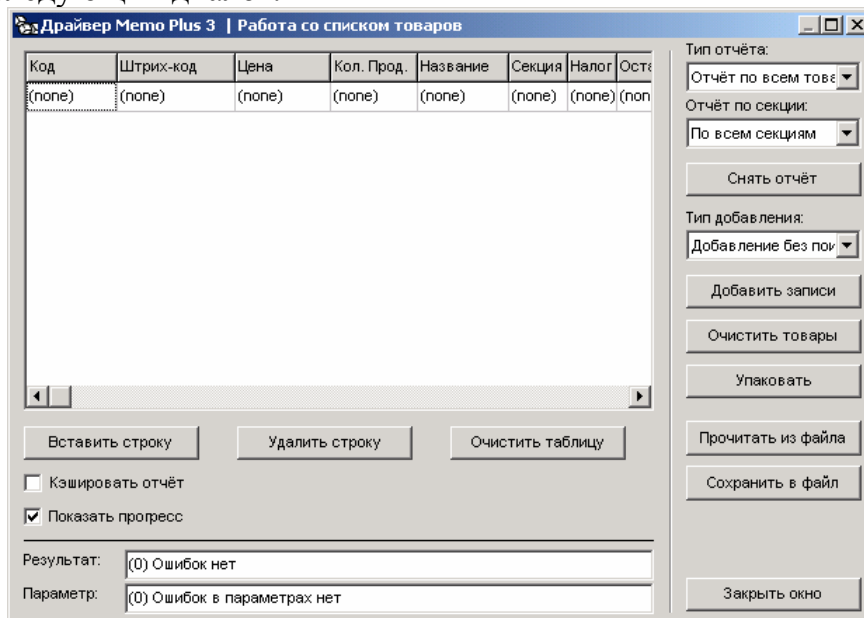 Драйвер Memo Plus 3 | Работа со списком товаров
Код Штрих-код Цена Кол. Прод. Название Секция Налог Оста
(none) (none) (none) (none) (none) (none) (none) (non
Тип отчёта:
Отчёт по всем това
Отчёт по секции:
По всем секциям
Снять отчёт
Тип добавления:
Добавление без пои
Добавить записи
Очистить товары
Упаковать
Прочитать из файла
Сохранить в файл
Вставить строку Удалить строку Очистить таблицу
Кэшировать отчёт
Показать прогресс
Результат: (0) Ошибок нет
Параметр: (0) Ошибок в параметрах нет
Закрыть окно